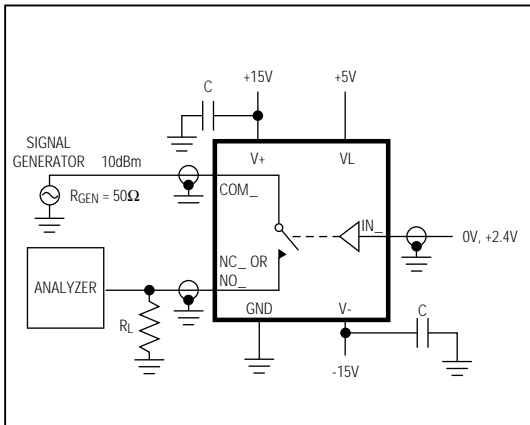 +15V
+5V
C
SIGNAL
GENERATOR 10dBm
V+
VL
RGEN = 50Ω
COM_
IN_
0V, +2.4V
NC_ OR
NO_
ANALYZER
GND
V-
RL
C
-15V